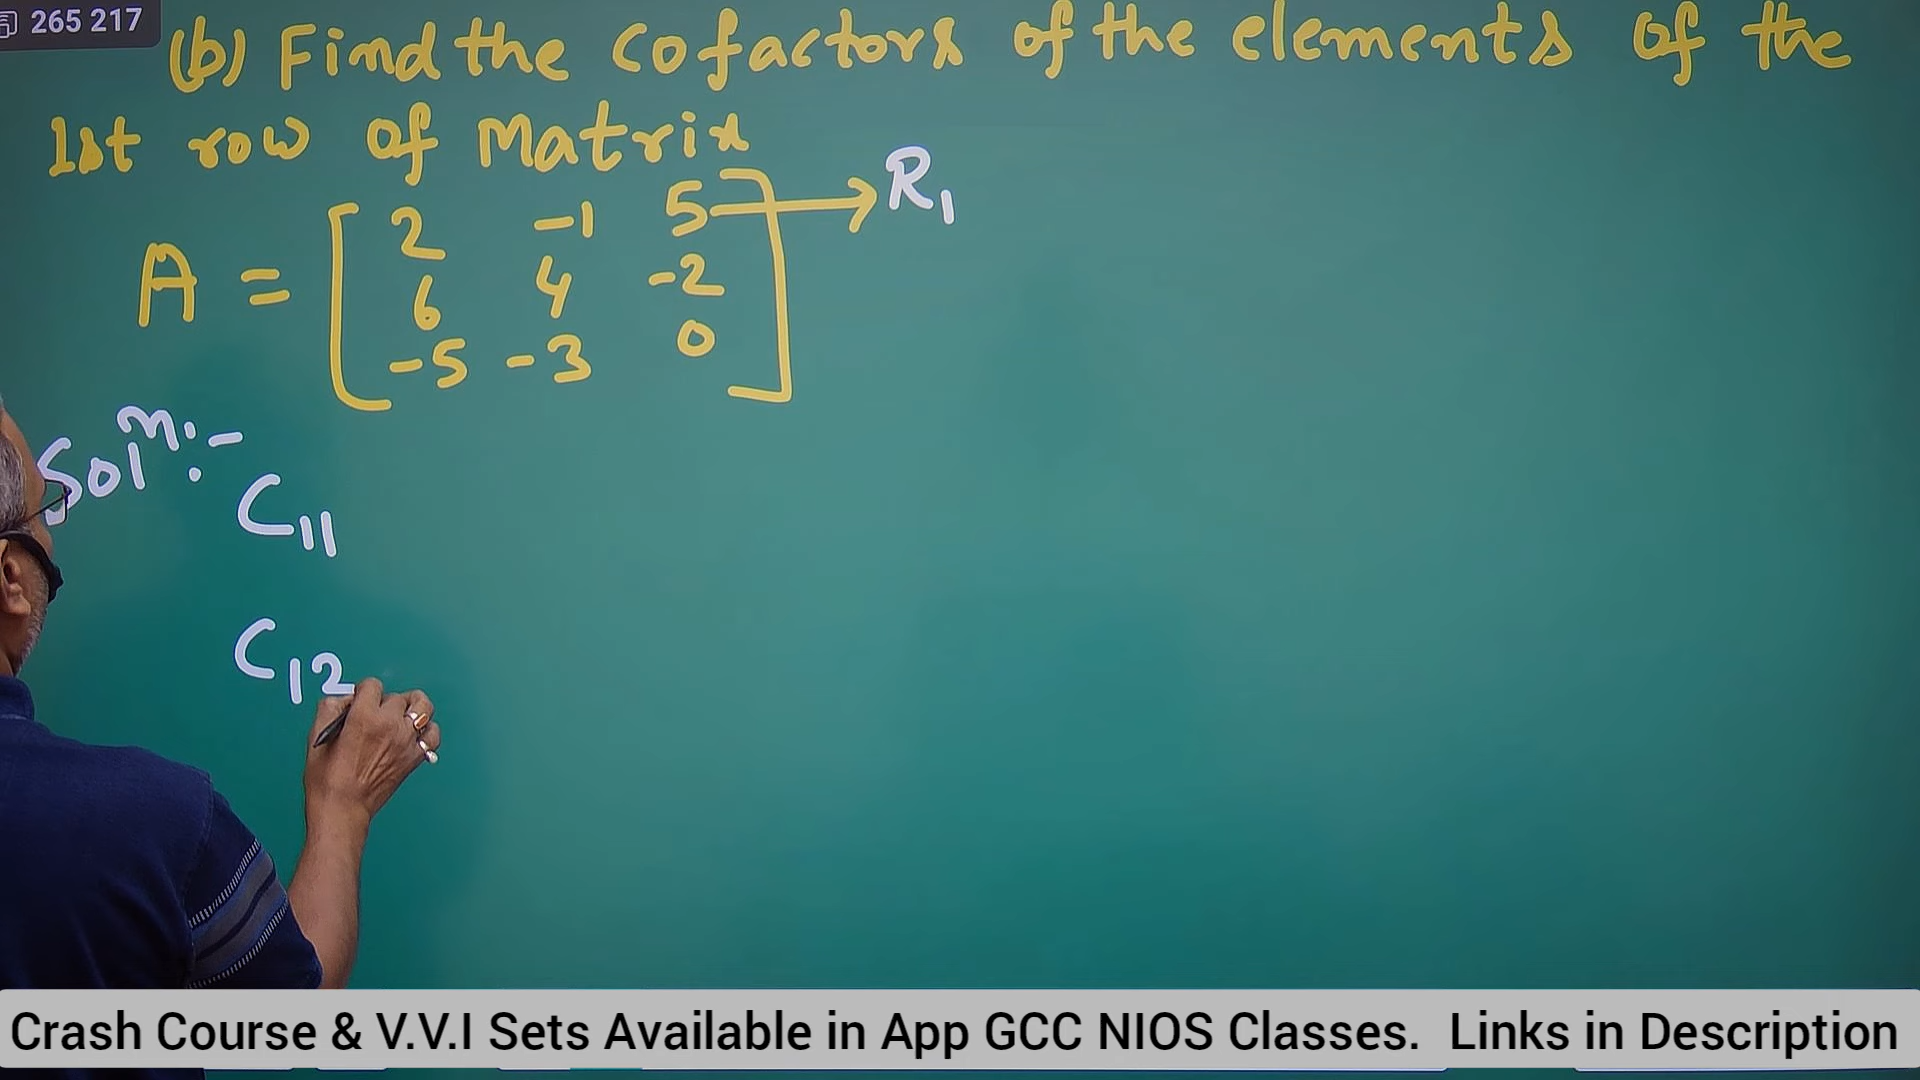 265 217
(b) Find the cofactors of the elements of the
1st row of Matrix
A = [ 2 -1 5 ] → R₁
6 4 -2
-5 -3 0
Solⁿ:-
C₁₁
C₁₂
Crash Course & V.V.I Sets Available in App GCC NIOS Classes. Links in Description